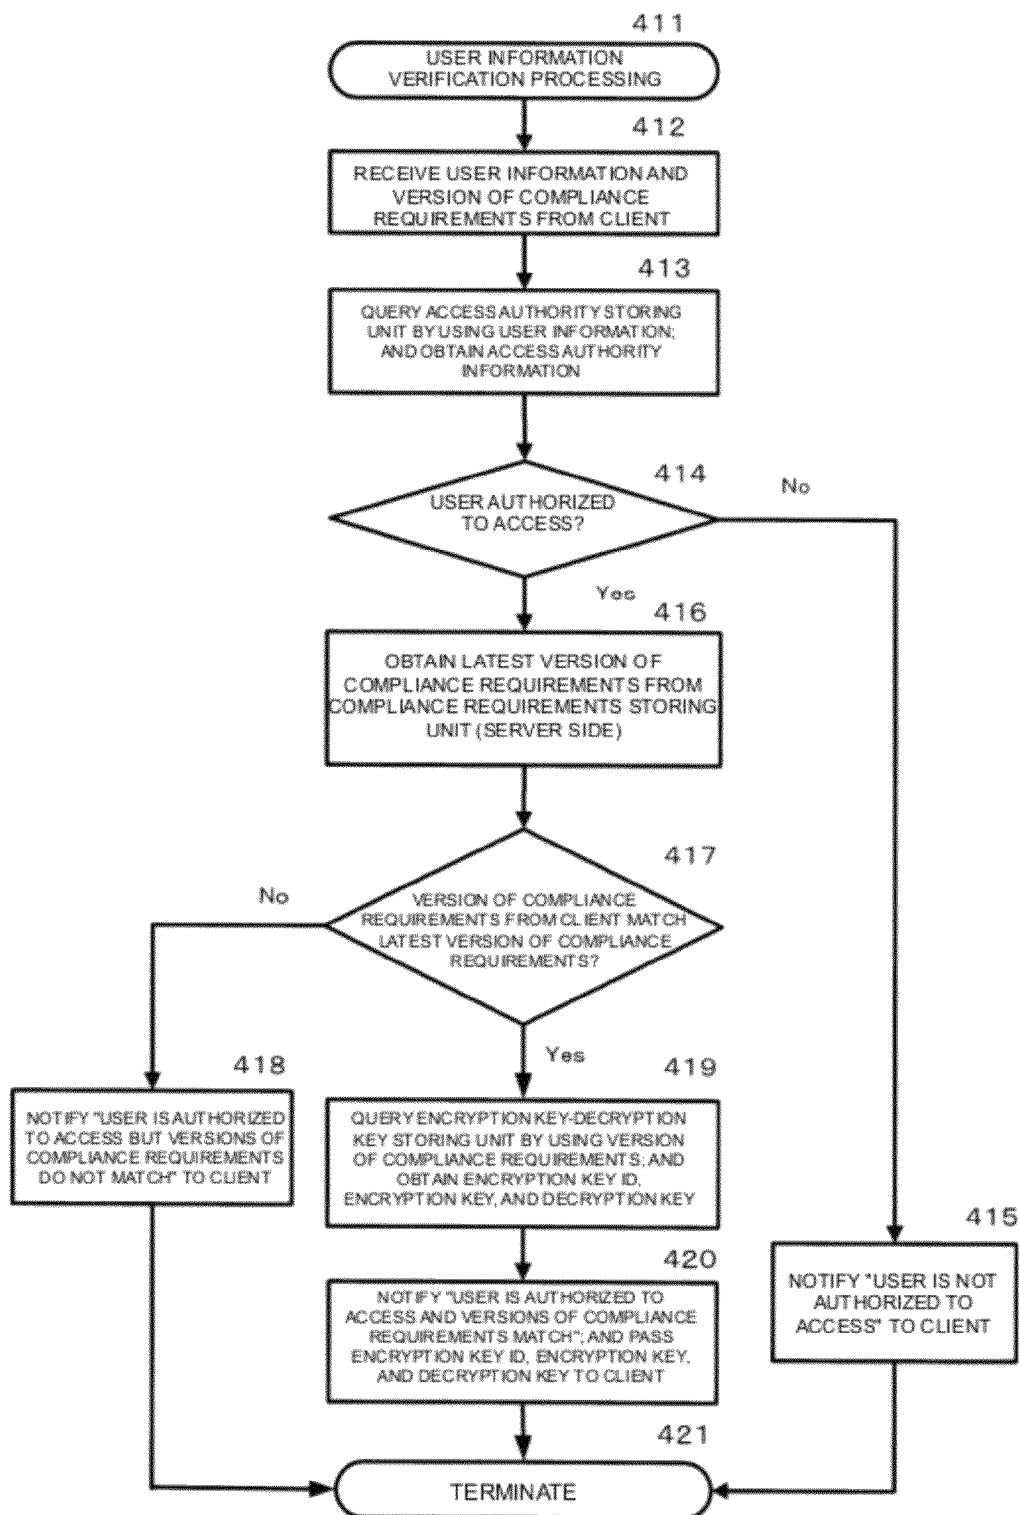 411
USER INFORMATION
VERIFICATION PROCESSING
412
RECEIVE USER INFORMATION AND
VERSION OF COMPLIANCE
REQUIREMENTS FROM CLIENT
413
QUERY ACCESS AUTHORITY STORING
UNIT BY USING USER INFORMATION;
AND OBTAIN ACCESS AUTHORITY
INFORMATION
414
No
USER AUTHORIZED
TO ACCESS?
Yes
416
OBTAIN LATEST VERSION OF
COMPLIANCE REQUIREMENTS FROM
COMPLIANCE REQUIREMENTS STORING
UNIT (SERVER SIDE)
417
No
VERSION OF COMPLIANCE
REQUIREMENTS FROM CLIENT MATCH
LATEST VERSION OF COMPLIANCE
REQUIREMENTS?
Yes
418
NOTIFY "USER IS AUTHORIZED
TO ACCESS BUT VERSIONS OF
COMPLIANCE REQUIREMENTS
DO NOT MATCH" TO CLIENT
419
QUERY ENCRYPTION KEY-DECRYPTION
KEY STORING UNIT BY USING VERSION
OF COMPLIANCE REQUIREMENTS; AND
OBTAIN ENCRYPTION KEY ID,
ENCRYPTION KEY, AND DECRYPTION KEY
415
NOTIFY "USER IS NOT
AUTHORIZED TO
ACCESS" TO CLIENT
420
NOTIFY "USER IS AUTHORIZED TO
ACCESS AND VERSIONS OF COMPLIANCE
REQUIREMENTS MATCH"; AND PASS
ENCRYPTION KEY ID, ENCRYPTION KEY,
AND DECRYPTION KEY TO CLIENT
421
TERMINATE